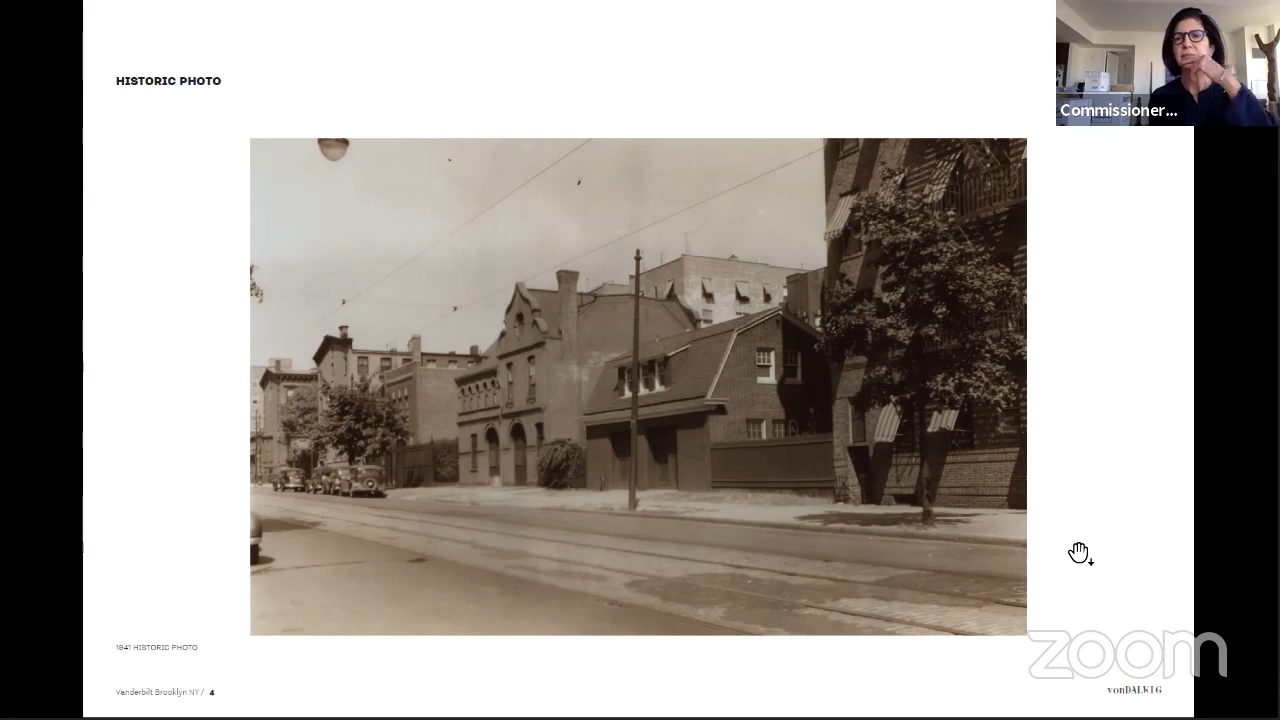 HISTORIC PHOTO
Commissioner...
1941 HISTORIC PHOTO
Vanderbilt Brooklyn NY / 4
zoom
vonDALWIG